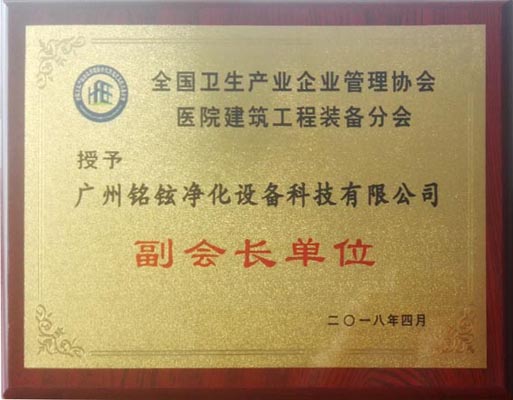 全国卫生产业企业管理协会
医院建筑工程装备分会
授予
广州铭铉净化设备科技有限公司
副会长单位
二〇一八年四月